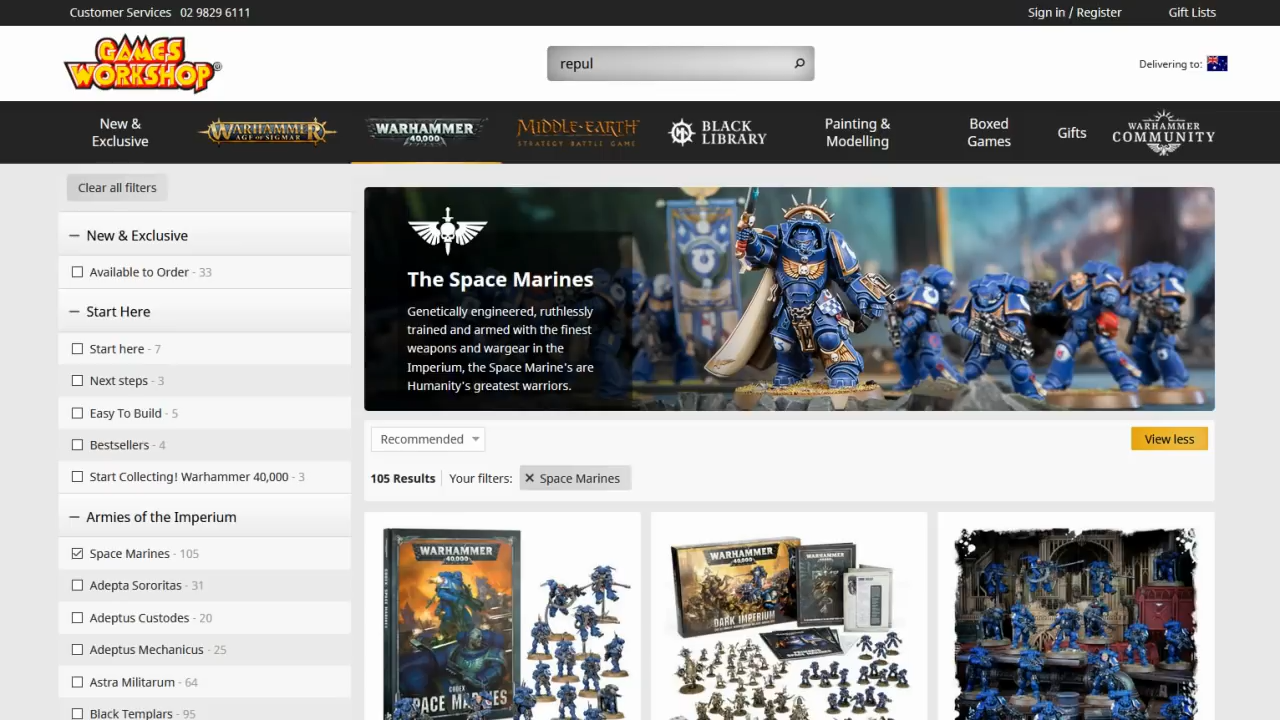 Customer Services 02 9829 6111
Sign in / Register
Gift Lists
GAMES
WORKSHOP
repul
Delivering to:
New &
Exclusive
WARHAMMER
AGE OF SIGMAR
WARHAMMER
40,000
MIDDLE-EARTH
STRATEGY BATTLE GAME
BLACK
LIBRARY
Painting &
Modelling
Boxed
Games
Gifts
WARHAMMER
COMMUNITY
Clear all filters
New & Exclusive
Available to Order - 33
Start Here
Start here - 7
Next steps - 3
Easy To Build - 5
Bestsellers - 4
Start Collecting! Warhammer 40,000 - 3
Armies of the Imperium
Space Marines - 105
Adepta Sororitas - 31
Adeptus Custodes - 20
Adeptus Mechanicus - 25
Astra Militarum - 64
Black Templars - 95
The Space Marines
Genetically engineered, ruthlessly
trained and armed with the finest
weapons and wargear in the
Imperium, the Space Marine's are
Humanity's greatest warriors.
Recommended
View less
105 Results
Your filters:
Space Marines
WARHAMMER
40,000
CODEX
SPACE MARINES
WARHAMMER
40,000
DARK IMPERIUM
WARHAMMER